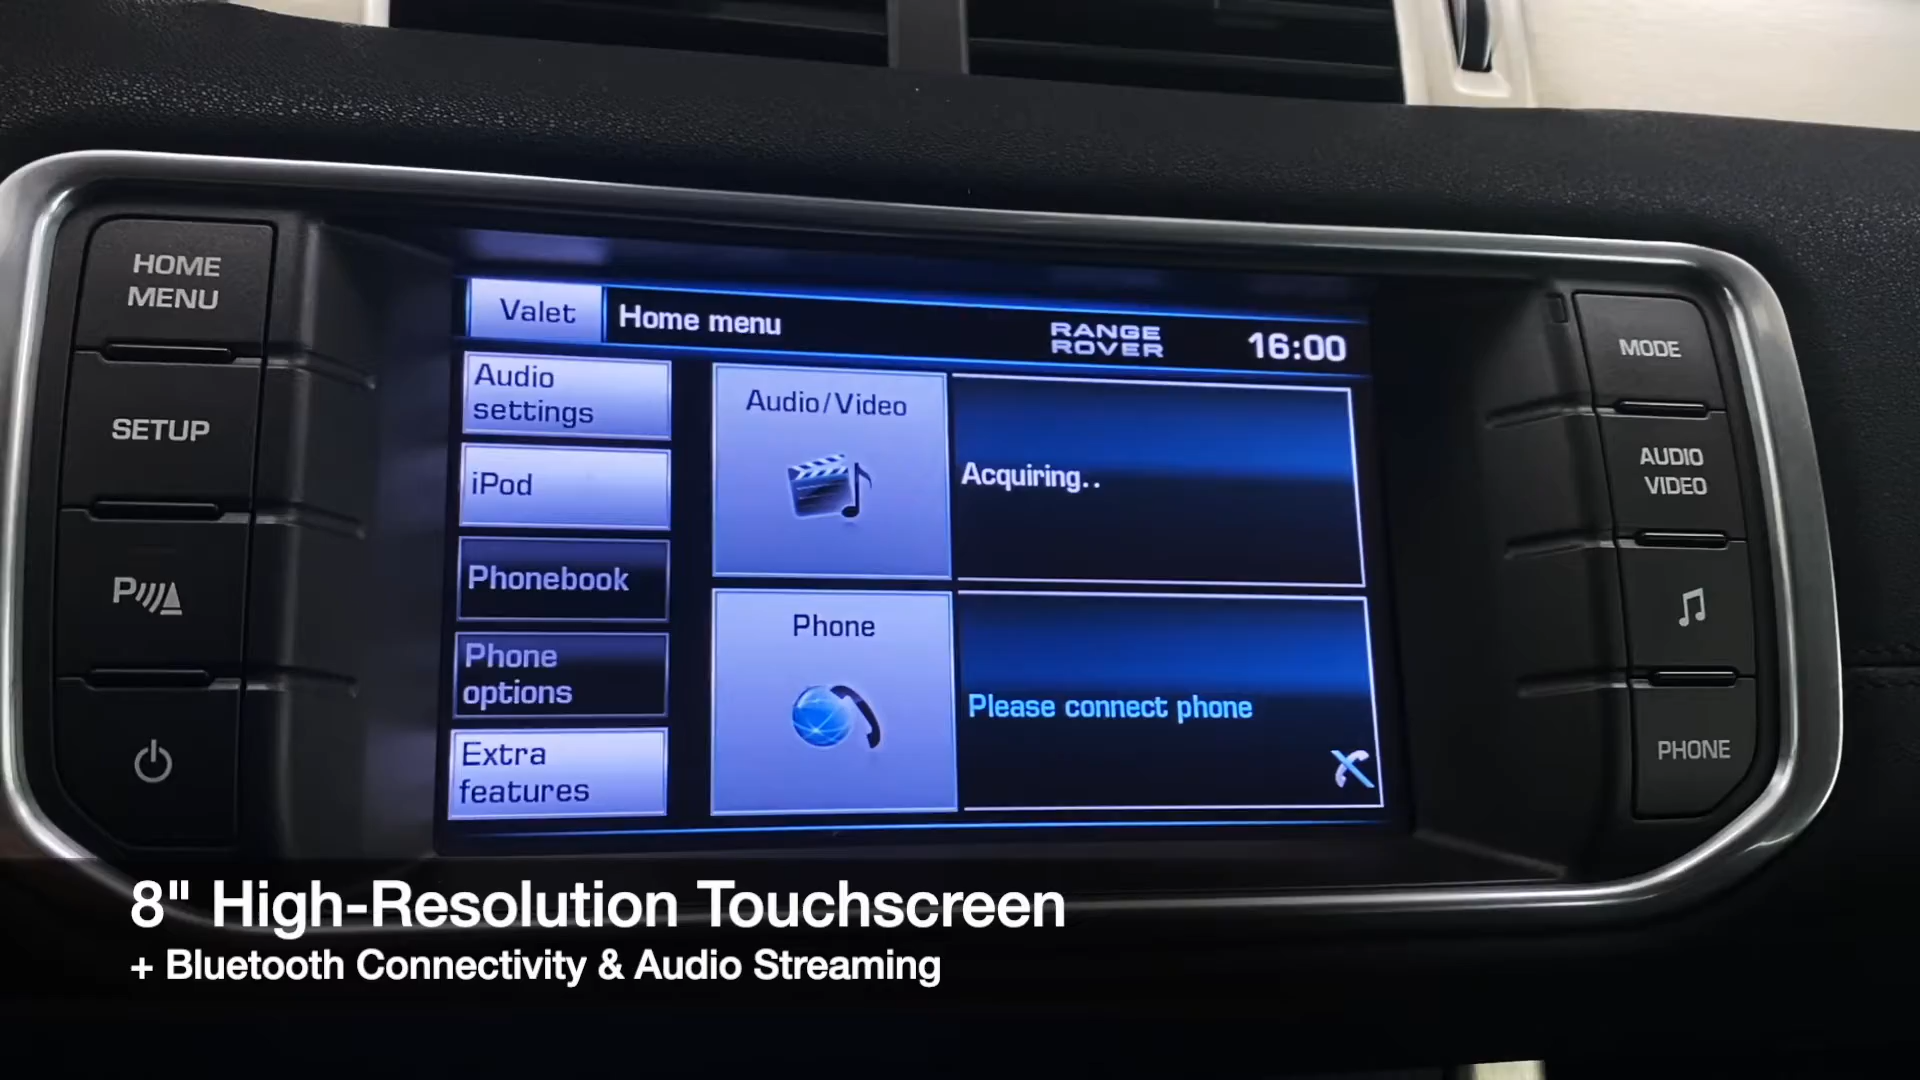 HOME
MENU
SETUP
P
Valet
Home menu
RANGE
ROVER
16:00
Audio
settings
iPod
Phonebook
Phone
options
Extra
features
Audio/Video
Acquiring..
Phone
Please connect phone
MODE
AUDIO
VIDEO
PHONE
8" High-Resolution Touchscreen
+ Bluetooth Connectivity & Audio Streaming